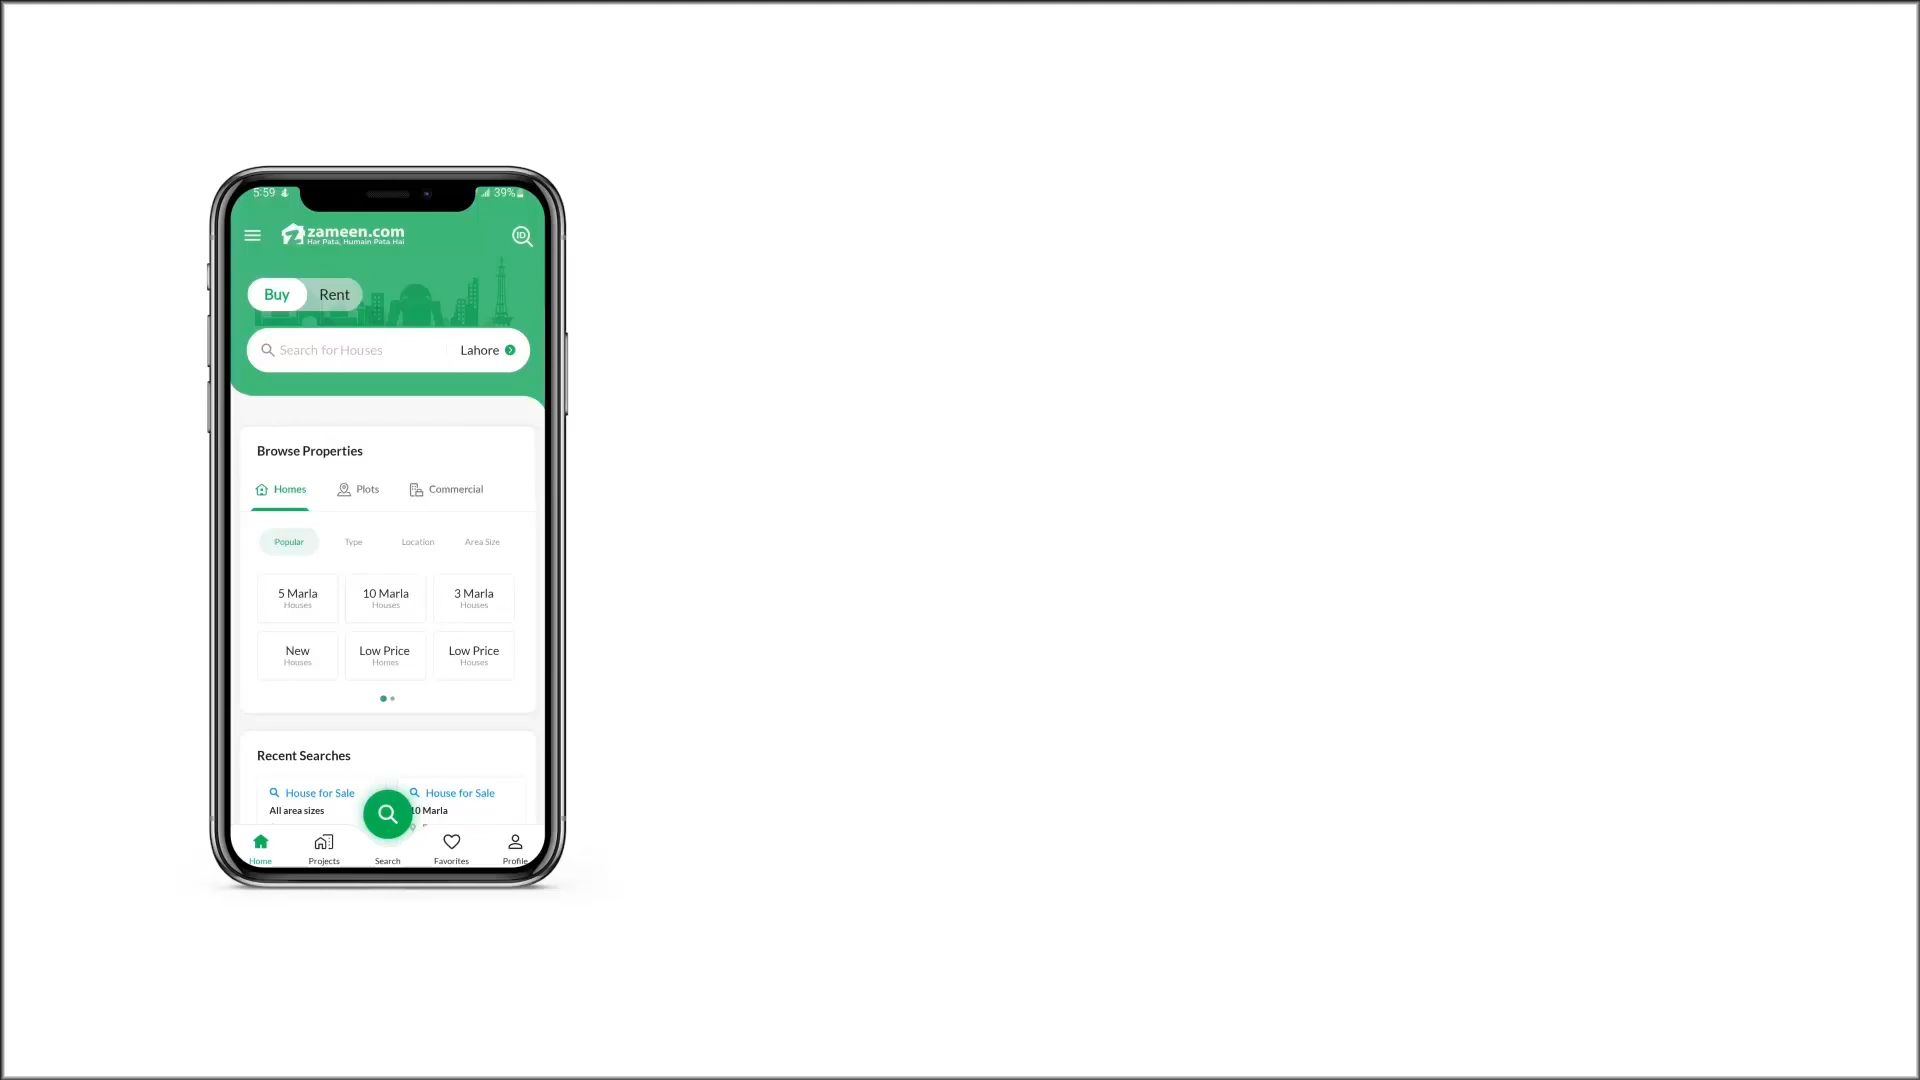 5:59 39%
zameen.com
Har Pata, Humain Pata Hai
ID
Buy Rent
Search for Houses Lahore
Browse Properties
Homes Plots Commercial
Popular Type Location Area Size
5 Marla 10 Marla 3 Marla
Houses Houses Houses
New Low Price Low Price
Houses Homes Houses
Recent Searches
House for Sale House for Sale
All area sizes 10 Marla
Home Projects Search Favorites Profile